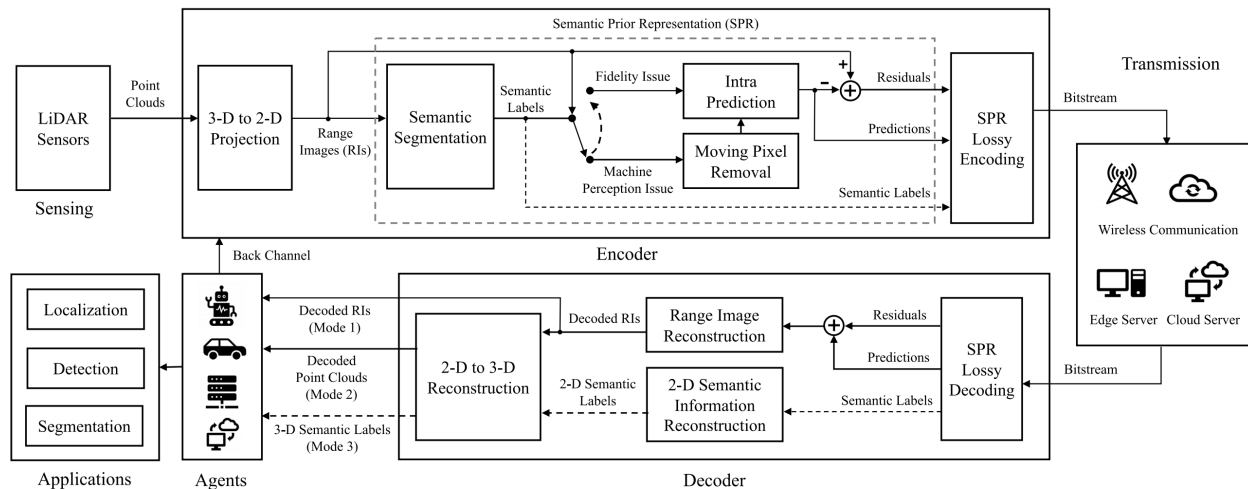 Semantic Prior Representation (SPR)
LiDAR
Sensors
Sensing
Point
Clouds
3-D to 2-D
Projection
Range
Images (RIs)
Semantic
Segmentation
Semantic
Labels
Fidelity Issue
Machine
Perception Issue
Intra
Prediction
Moving Pixel
Removal
+
-
Residuals
Predictions
Semantic Labels
SPR
Lossy
Encoding
Encoder
Bitstream
Transmission
Wireless Communication
Edge Server
Cloud Server
Bitstream
Back Channel
Localization
Detection
Segmentation
Applications
Agents
Decoded RIs
(Mode 1)
Decoded
Point Clouds
(Mode 2)
3-D Semantic Labels
(Mode 3)
2-D to 3-D
Reconstruction
Decoded RIs
2-D Semantic
Labels
Range Image
Reconstruction
2-D Semantic
Information
Reconstruction
Residuals
Predictions
Semantic Labels
SPR
Lossy
Decoding
Decoder